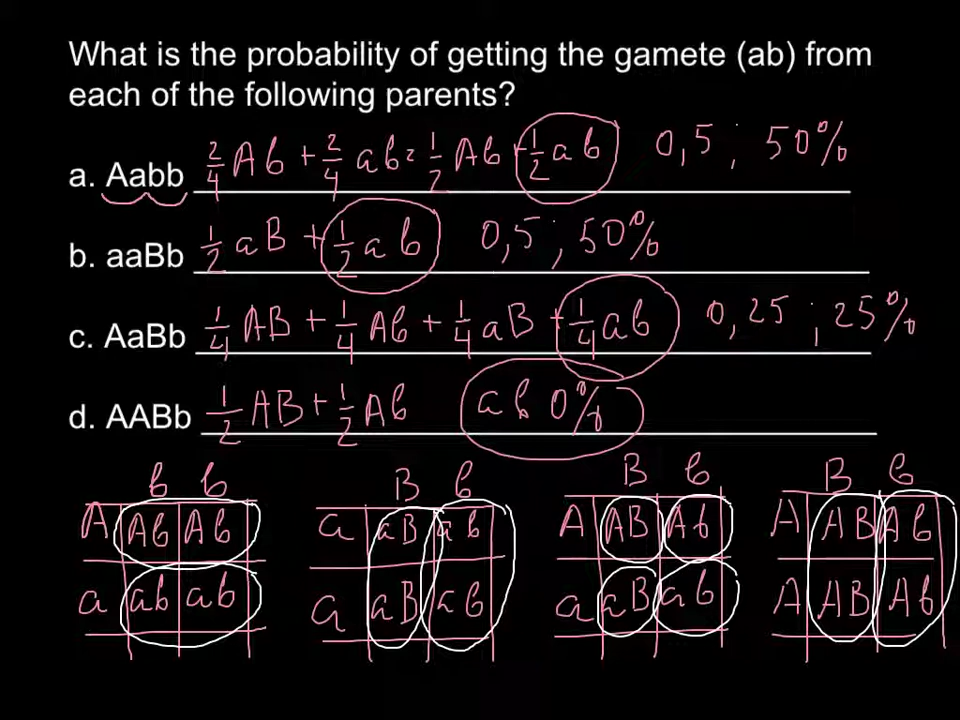 What is the probability of getting the gamete (ab) from
each of the following parents?
a. Aabb 2/4 Ab + 2/4 ab = 1/2 Ab + 1/2 ab 0,5 ; 50%
b. aaBb 1/2 aB + 1/2 ab 0,5 ; 50%
c. AaBb 1/4 AB + 1/4 Ab + 1/4 aB + 1/4 ab 0,25 ; 25%
d. AABb 1/2 AB + 1/2 Ab ab 0%
b b B b B b B b
A Ab Ab a aB ab A AB Ab A AB Ab
a ab ab a aB ab a aB ab A AB Ab